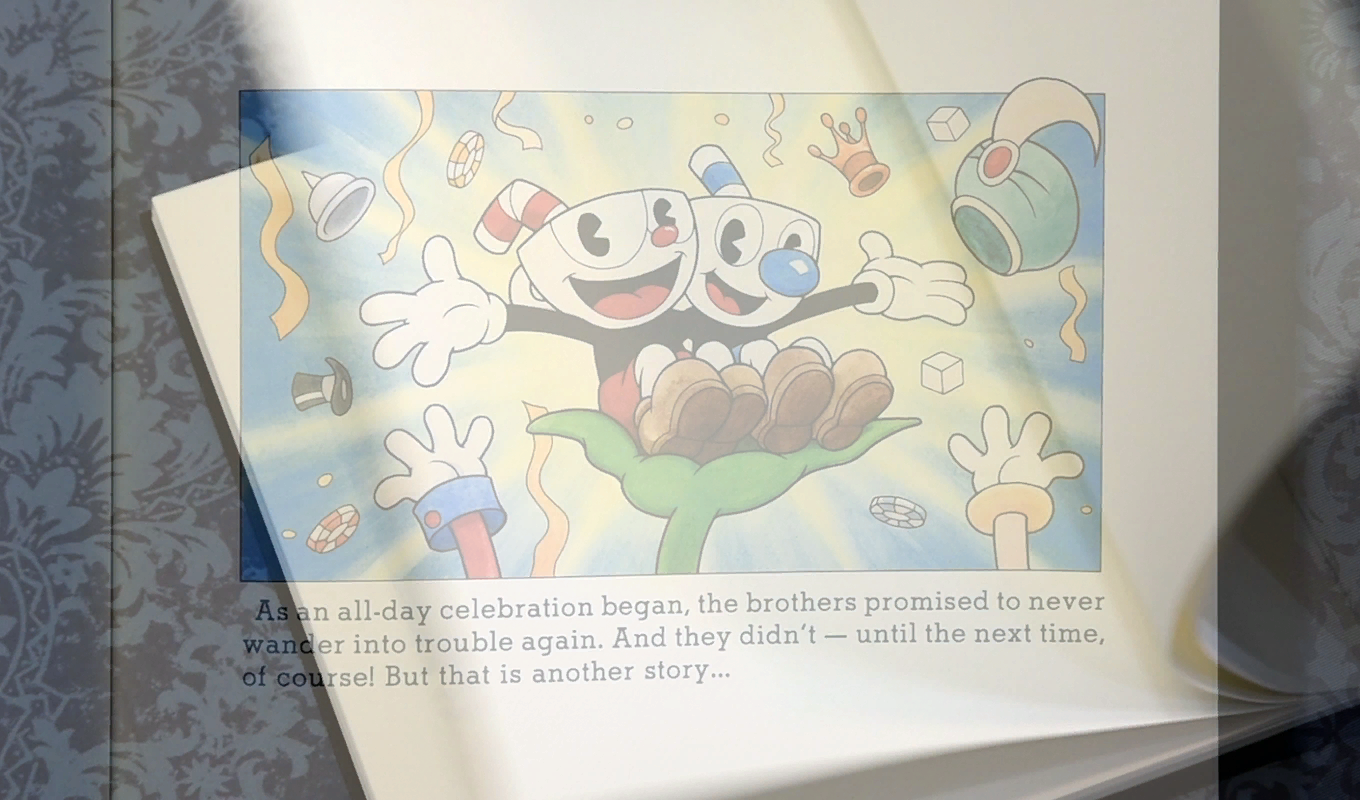 As an all-day celebration began, the brothers promised to never
wander into trouble again. And they didn't — until the next time,
of course! But that is another story...